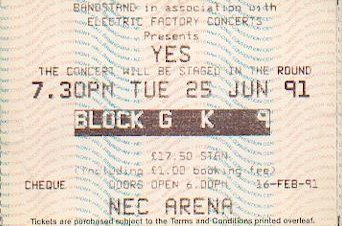 BANDSTAND in association with
ELECTRIC FACTORY CONCERTS
Presents
YES
THE CONCERT WILL BE STAGED IN THE ROUND
7.30PM TUE 25 JUN 91
BLOCK G K 9
£17.50 STGN
(Including £1.00 booking fee)
CHEQUE DOORS OPEN 6.00PM 16-FEB-91
NEC ARENA
Tickets are purchased subject to the Terms and Conditions printed overleaf.